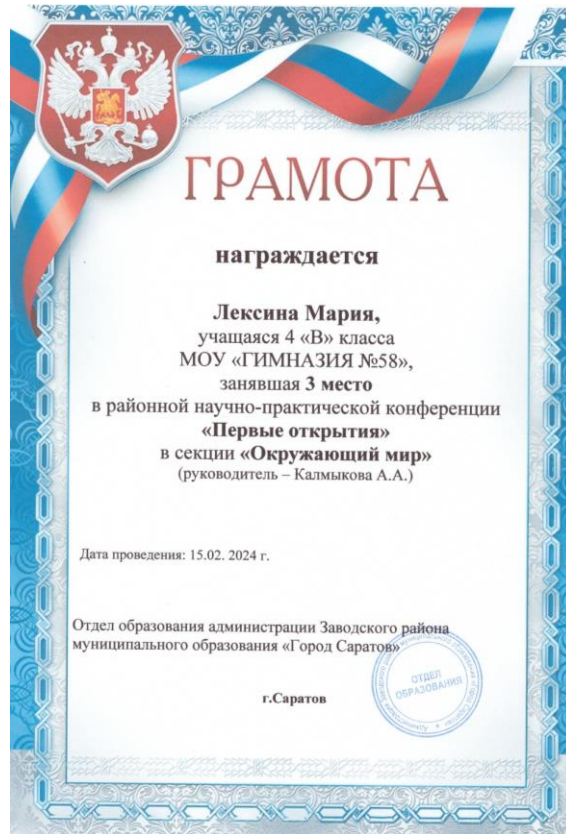 ГРАМОТА
награждается
Лексина Мария,
учащаяся 4 «В» класса
МОУ «ГИМНАЗИЯ №58»,
занявшая 3 место
в районной научно-практической конференции
«Первые открытия»
в секции «Окружающий мир»
(руководитель – Калмыкова А.А.)
Дата проведения: 15.02. 2024 г.
Отдел образования администрации Заводского района
муниципального образования «Город Саратов»
ОТДЕЛ
ОБРАЗОВАНИЯ
г.Саратов